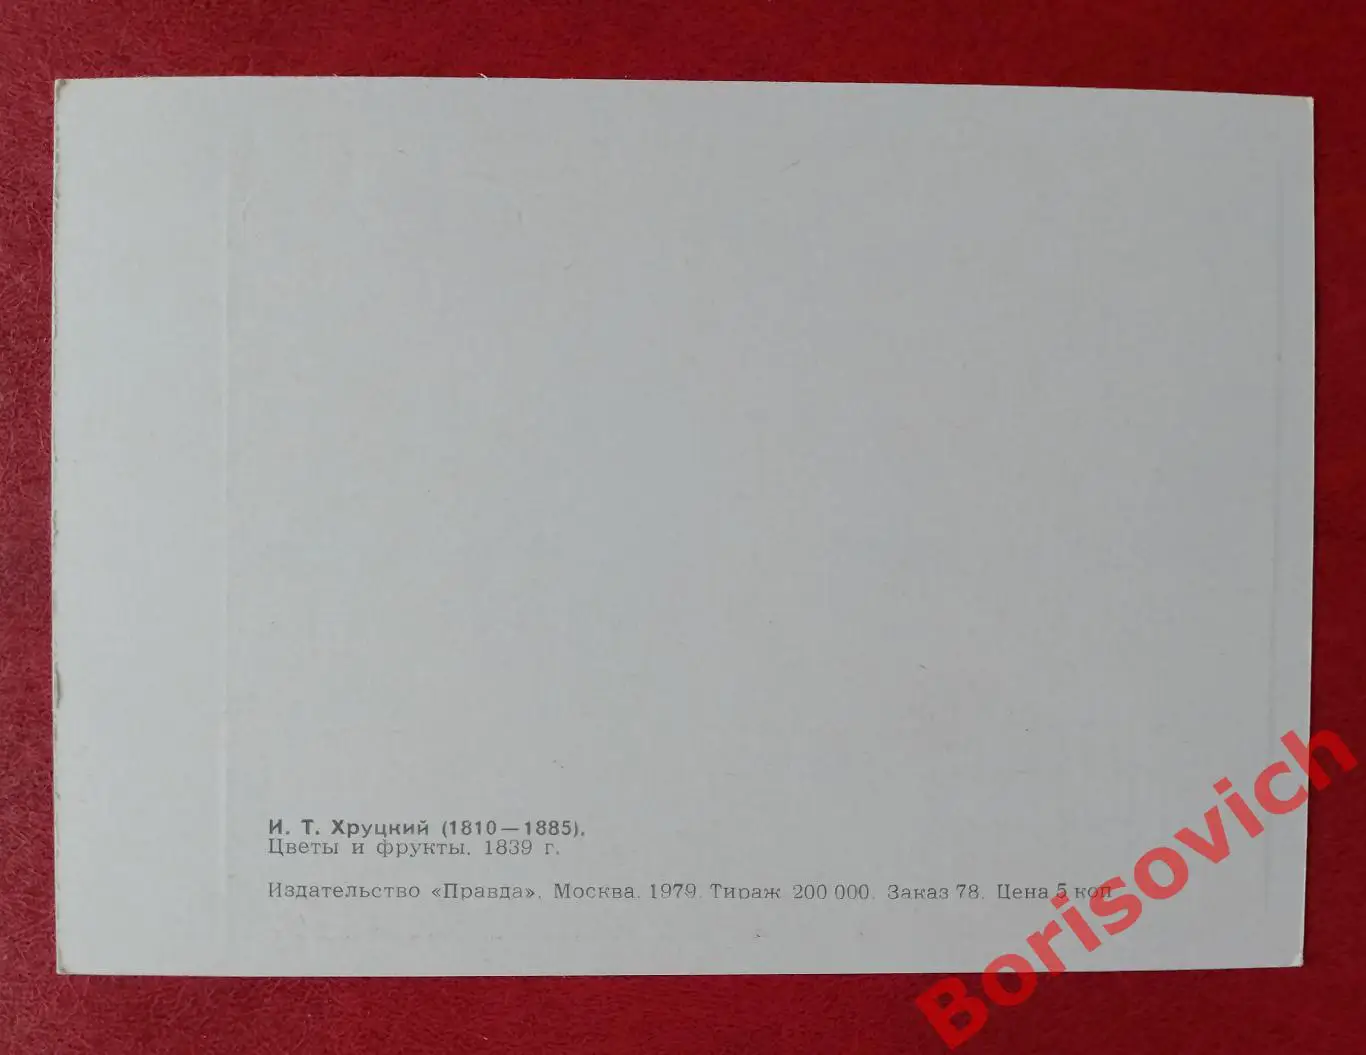 И. Т. Хруцкий (1810—1885).
Цветы и фрукты. 1839 г.
Издательство «Правда». Москва. 1979. Тираж 200 000. Заказ 78. Цена 5 коп
Borisovich